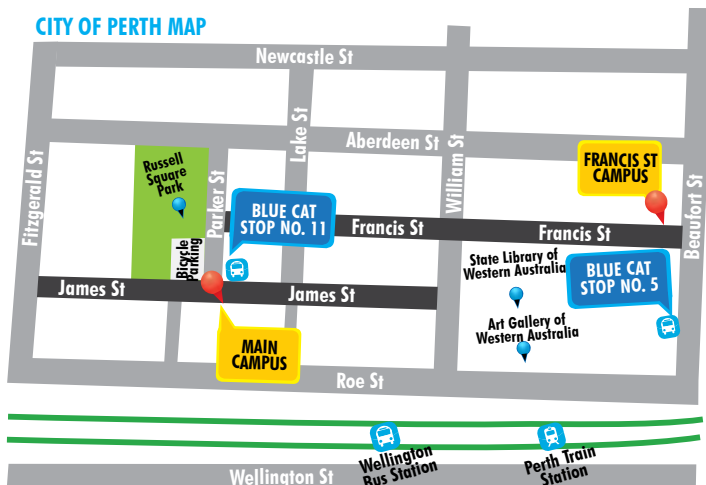 CITY OF PERTH MAP
Newcastle St
Aberdeen St
Lake St
William St
Fitzgerald St
Parker St
Beaufort St
Russell
Square
Park
FRANCIS ST
CAMPUS
BLUE CAT
STOP NO. 11
Francis St
Francis St
Bicycle
Parking
State Library of
Western Australia
BLUE CAT
STOP NO. 5
James St
James St
Art Gallery of
Western Australia
MAIN
CAMPUS
Roe St
Wellington
Bus Station
Perth Train
Station
Wellington St